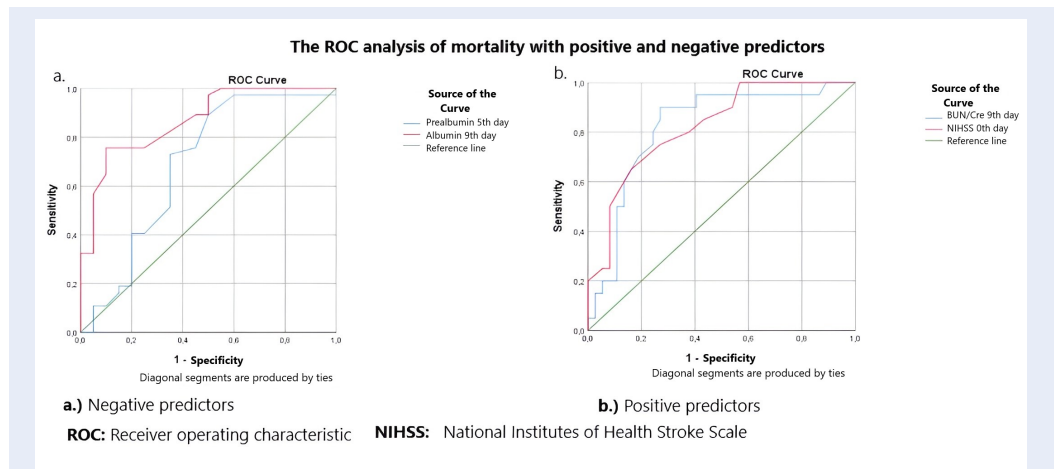 The ROC analysis of mortality with positive and negative predictors
a.
ROC Curve
1,0
0,8
0,6
0,4
0,2
0,0
0,0 0,2 0,4 0,6 0,8 1,0
Sensitivity
1 - Specificity
Diagonal segments are produced by ties
Source of the
Curve
Prealbumin 5th day
Albumin 9th day
Reference line
b.
ROC Curve
1,0
0,8
0,6
0,4
0,2
0,0
0,0 0,2 0,4 0,6 0,8 1,0
Sensitivity
1 - Specificity
Diagonal segments are produced by ties
Source of the
Curve
BUN/Cre 9th day
NIHSS 0th day
Reference line
a.) Negative predictors
b.) Positive predictors
ROC: Receiver operating characteristic NIHSS: National Institutes of Health Stroke Scale